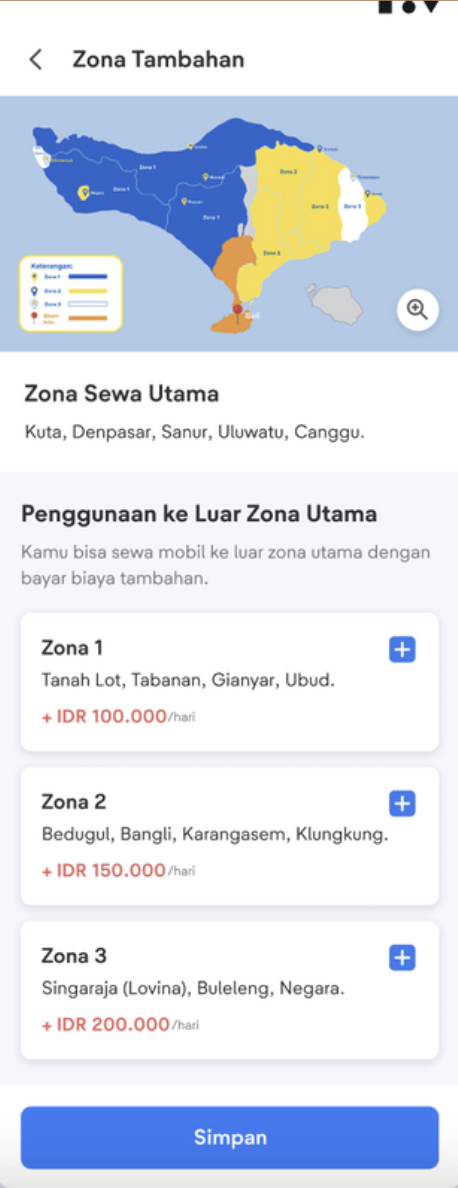 Zona Tambahan
Zona 1
Zona 1
Zona 1
Zona 2
Zona 2
Zona 3
Keterangan:
Zona 1
Zona 2
Zona 3
Zona Sewa Utama
Kuta, Denpasar, Sanur, Uluwatu, Canggu.
Penggunaan ke Luar Zona Utama
Kamu bisa sewa mobil ke luar zona utama dengan
bayar biaya tambahan.
Zona 1
Tanah Lot, Tabanan, Gianyar, Ubud.
+ IDR 100.000/hari
Zona 2
Bedugul, Bangli, Karangasem, Klungkung.
+ IDR 150.000/hari
Zona 3
Singaraja (Lovina), Buleleng, Negara.
+ IDR 200.000/hari
Simpan